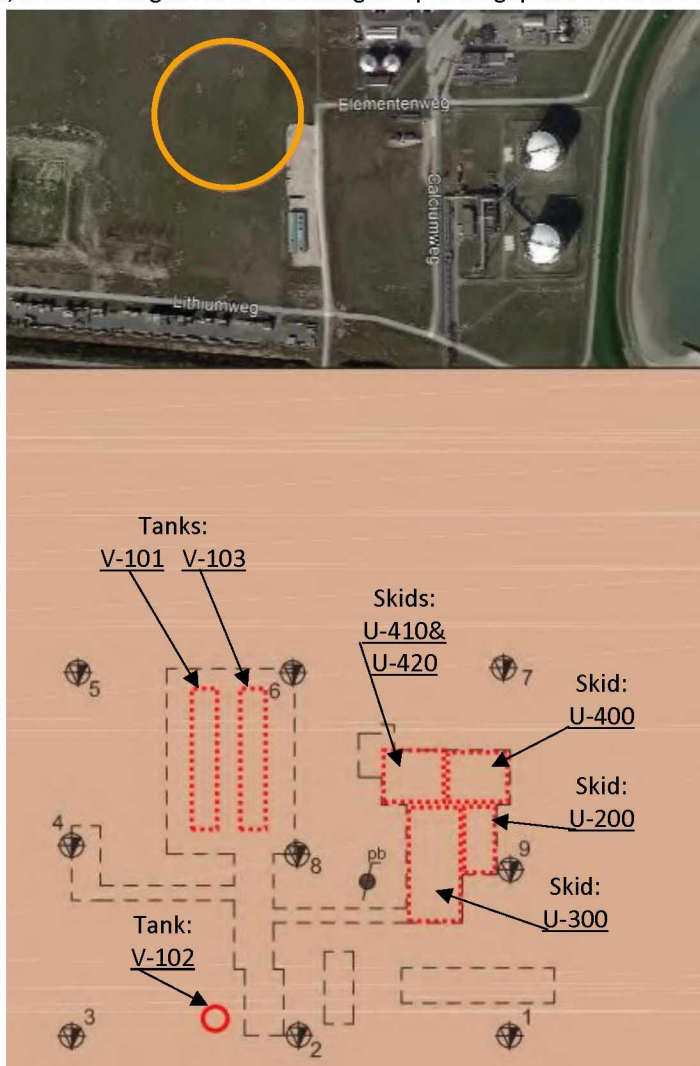 Elementenweg
Calciumweg
Lithiumweg
Tanks:
V-101 V-103
Skids:
U-410&
U-420
5
6
7
Skid:
U-400
Skid:
U-200
4
8
pb
9
Skid:
U-300
Tank:
V-102
3
2
1